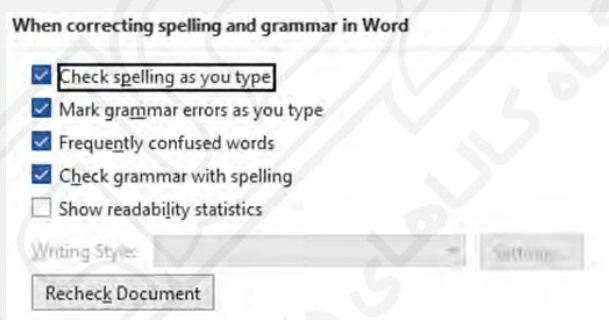 When correcting spelling and grammar in Word
Check spelling as you type
Mark grammar errors as you type
Frequently confused words
Check grammar with spelling
Show readability statistics
Writing Style:
Settings...
Recheck Document